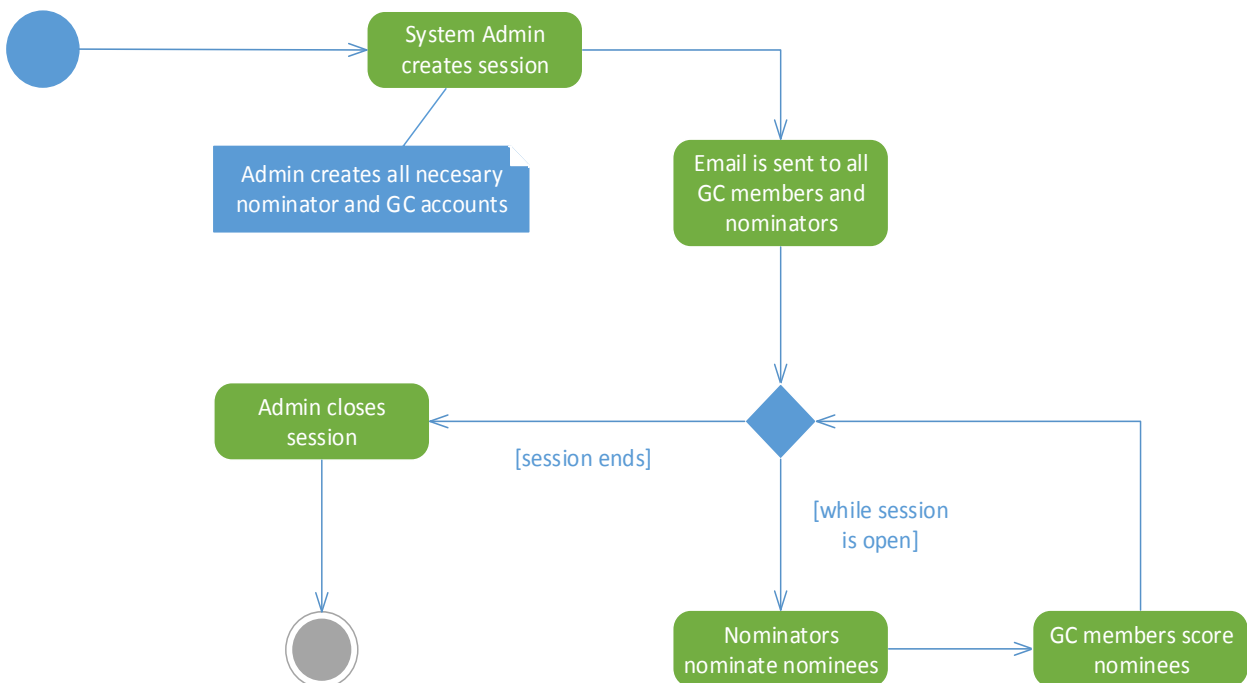 System Admin
creates session
Admin creates all necesary
nominator and GC accounts
Email is sent to all
GC members and
nominators
Admin closes
session
[session ends]
[while session
is open]
Nominators
nominate nominees
GC members score
nominees